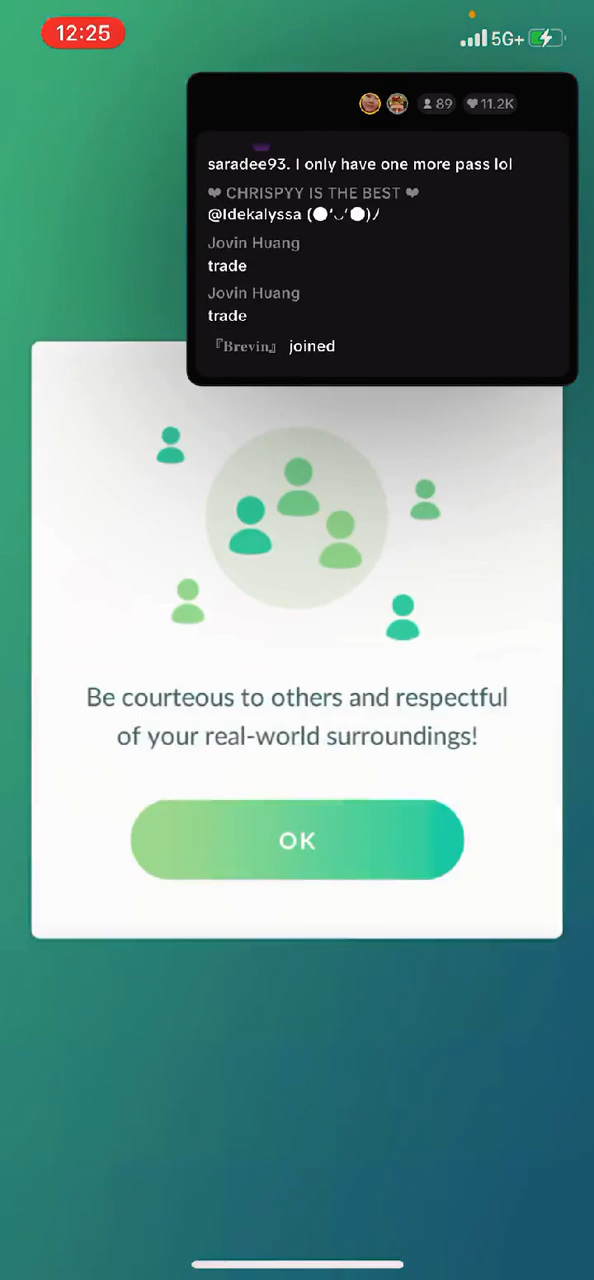 12:25
5G+
89
11.2K
saradee93. I only have one more pass lol
❤ CHRISPYY IS THE BEST ❤
@Idekalyssa (●'◡'●)ﾉ
Jovin Huang
trade
Jovin Huang
trade
『Brevin』 joined
Be courteous to others and respectful
of your real-world surroundings!
OK